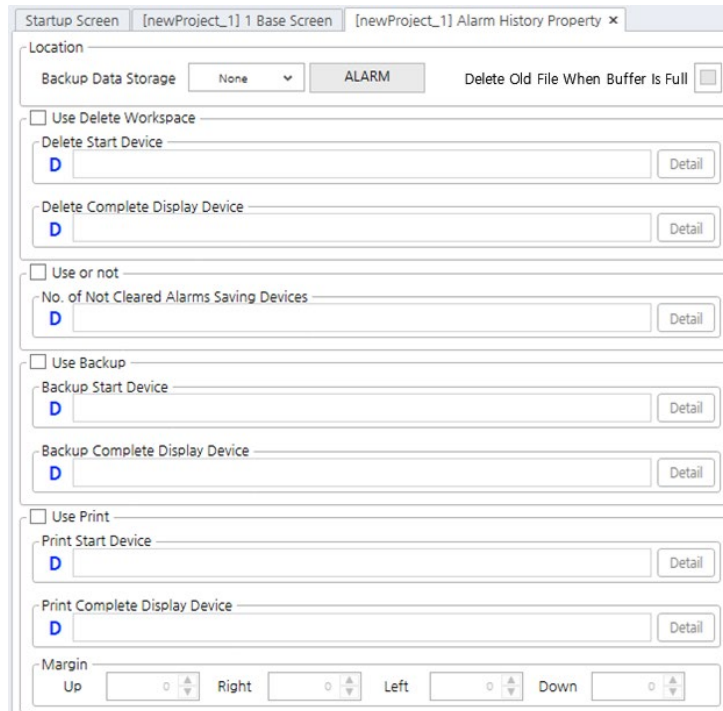 Startup Screen [newProject_1] 1 Base Screen [newProject_1] Alarm History Property ×
Location
Backup Data Storage None ALARM Delete Old File When Buffer Is Full
Use Delete Workspace
Delete Start Device
D Detail
Delete Complete Display Device
D Detail
Use or not
No. of Not Cleared Alarms Saving Devices
D Detail
Use Backup
Backup Start Device
D Detail
Backup Complete Display Device
D Detail
Use Print
Print Start Device
D Detail
Print Complete Display Device
D Detail
Margin
Up 0 Right 0 Left 0 Down 0